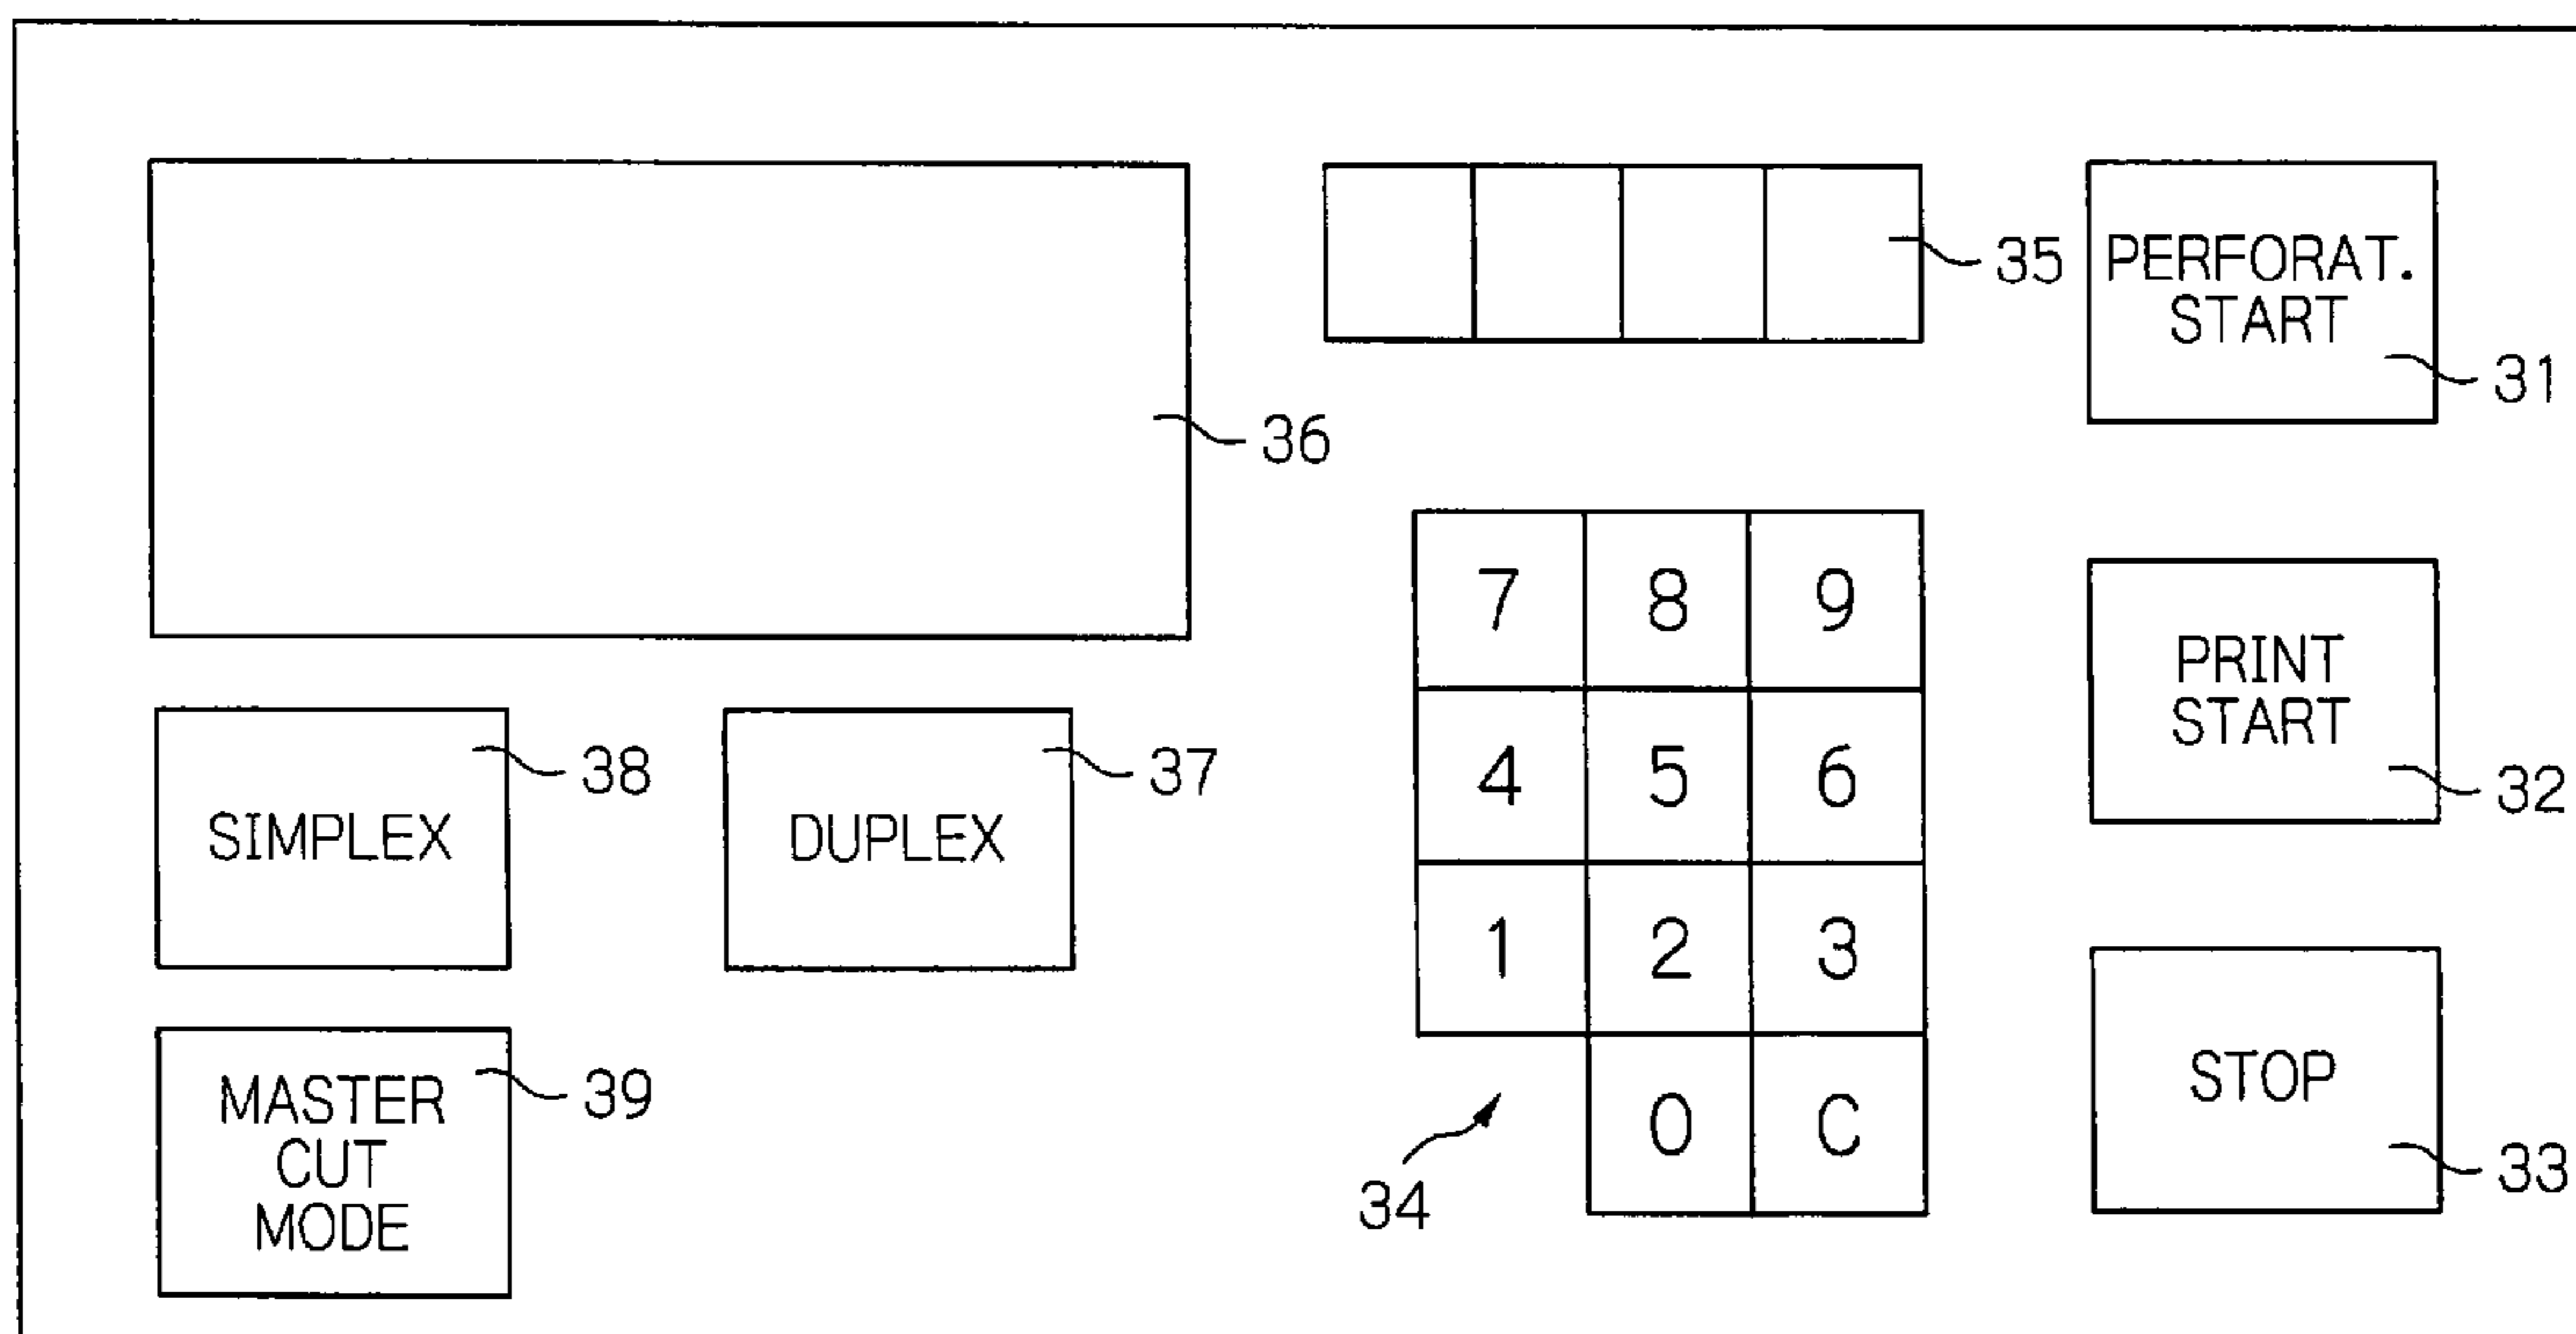 35
PERFORAT.
START
31
36
7 8 9
PRINT
START
32
4 5 6
38
37
SIMPLEX
DUPLEX
1 2 3
STOP
33
MASTER
CUT
MODE
39
0 C
34